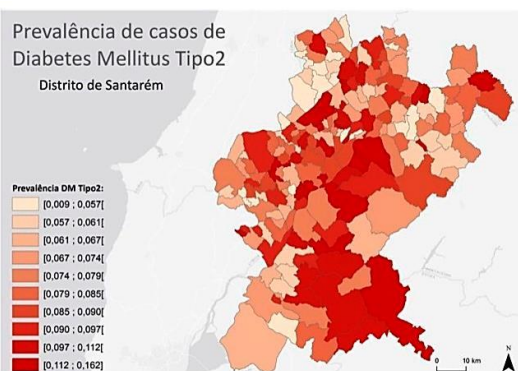 Prevalência de casos de
Diabetes Mellitus Tipo2
Distrito de Santarém
Prevalência DM Tipo2:
[0,009 ; 0,057[
[0,057 ; 0,061[
[0,061 ; 0,067[
[0,067 ; 0,074[
[0,074 ; 0,079[
[0,079 ; 0,085[
[0,085 ; 0,090[
[0,090 ; 0,097[
[0,097 ; 0,112[
[0,112 ; 0,162]
N
0 10 km